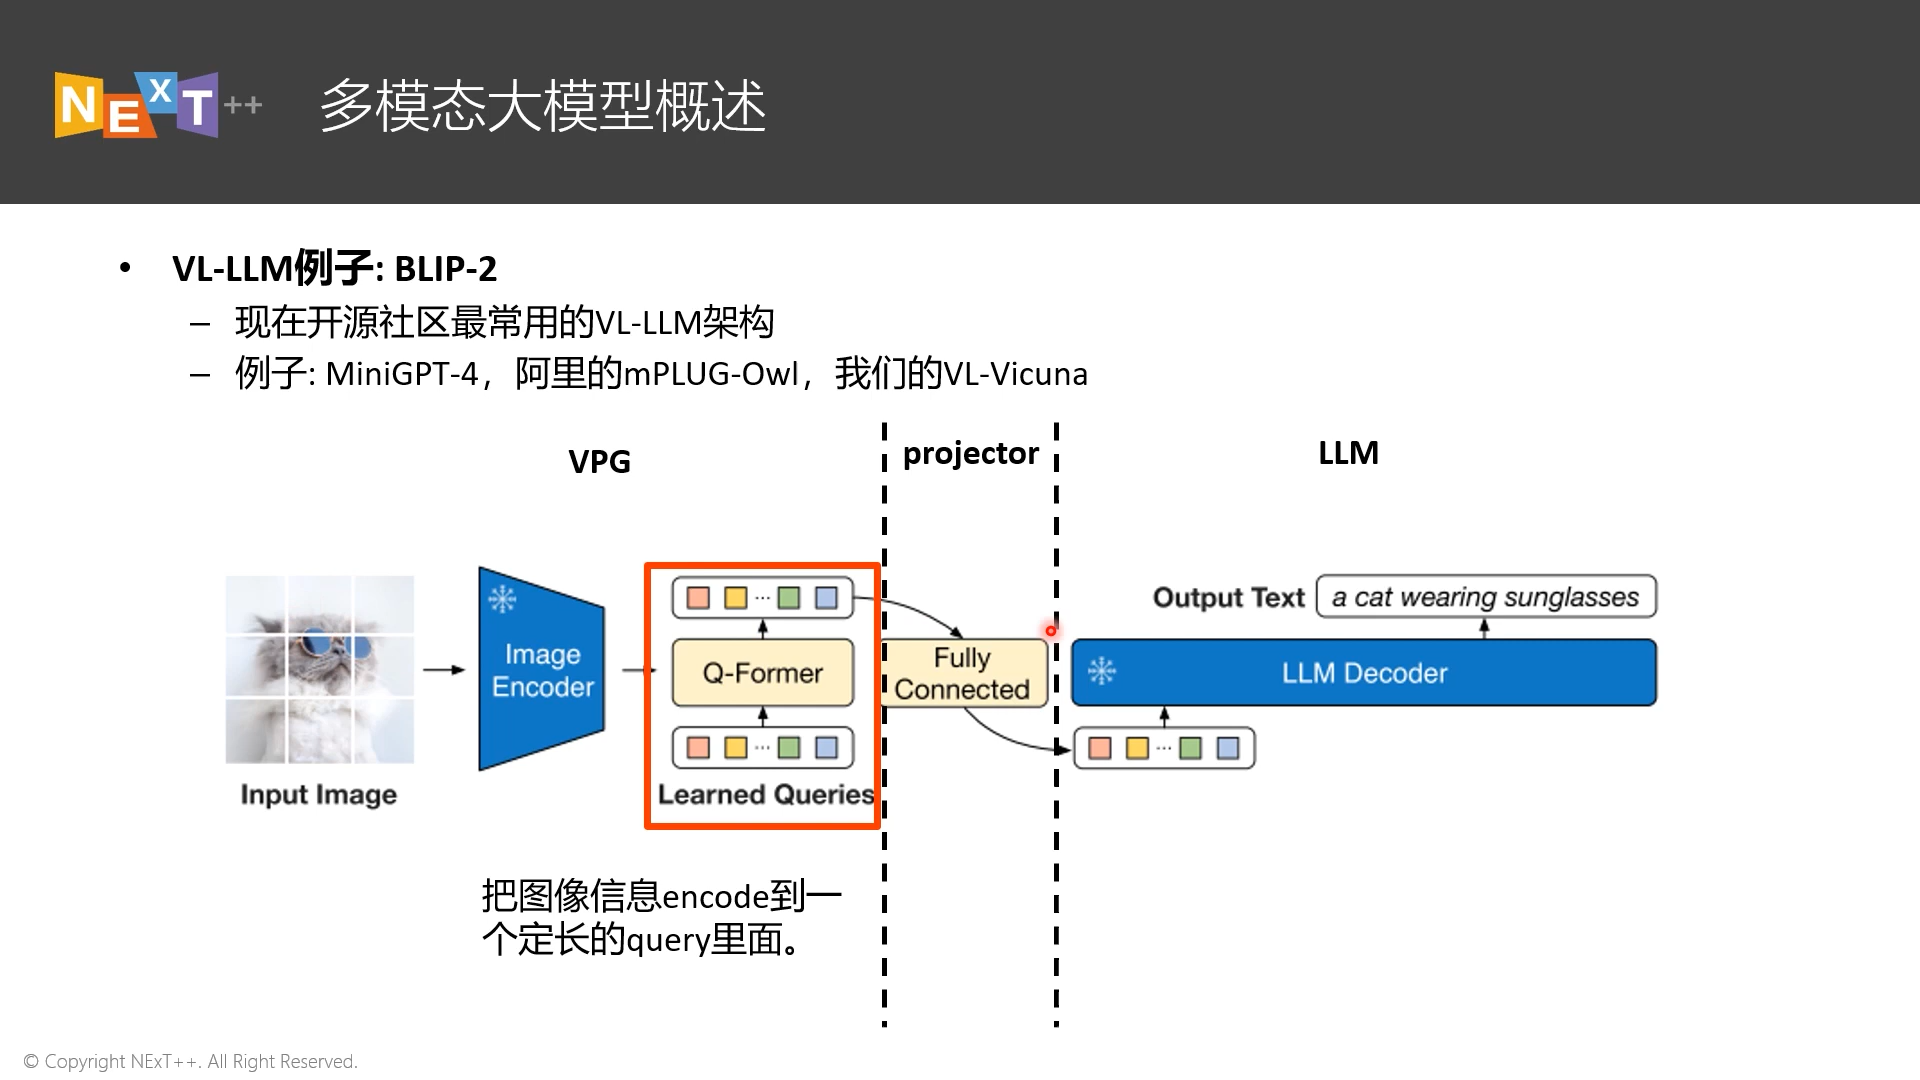 NExT++
多模态大模型概述
• VL-LLM例子: BLIP-2
– 现在开源社区最常用的VL-LLM架构
– 例子: MiniGPT-4，阿里的mPLUG-Owl，我们的VL-Vicuna
VPG
projector
LLM
Input Image
Image
Encoder
...
Q-Former
...
Learned Queries
Fully
Connected
Output Text
a cat wearing sunglasses
LLM Decoder
...
把图像信息encode到一
个定长的query里面。
© Copyright NExT++. All Right Reserved.